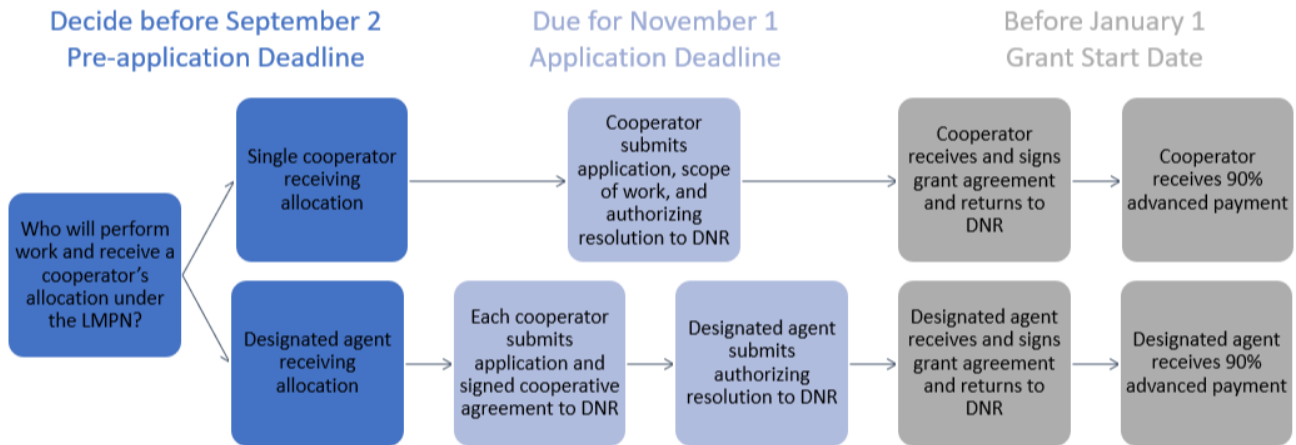 Decide before September 2
Pre-application Deadline
Due for November 1
Application Deadline
Before January 1
Grant Start Date
Who will perform
work and receive a
cooperator's
allocation under
the LMPN?
Single cooperator
receiving
allocation
Cooperator
submits
application, scope
of work, and
authorizing
resolution to DNR
Cooperator
receives and signs
grant agreement
and returns to
DNR
Cooperator
receives 90%
advanced payment
Designated agent
receiving
allocation
Each cooperator
submits
application and
signed cooperative
agreement to DNR
Designated agent
submits
authorizing
resolution to DNR
Designated agent
receives and signs
grant agreement
and returns to
DNR
Designated agent
receives 90%
advanced payment